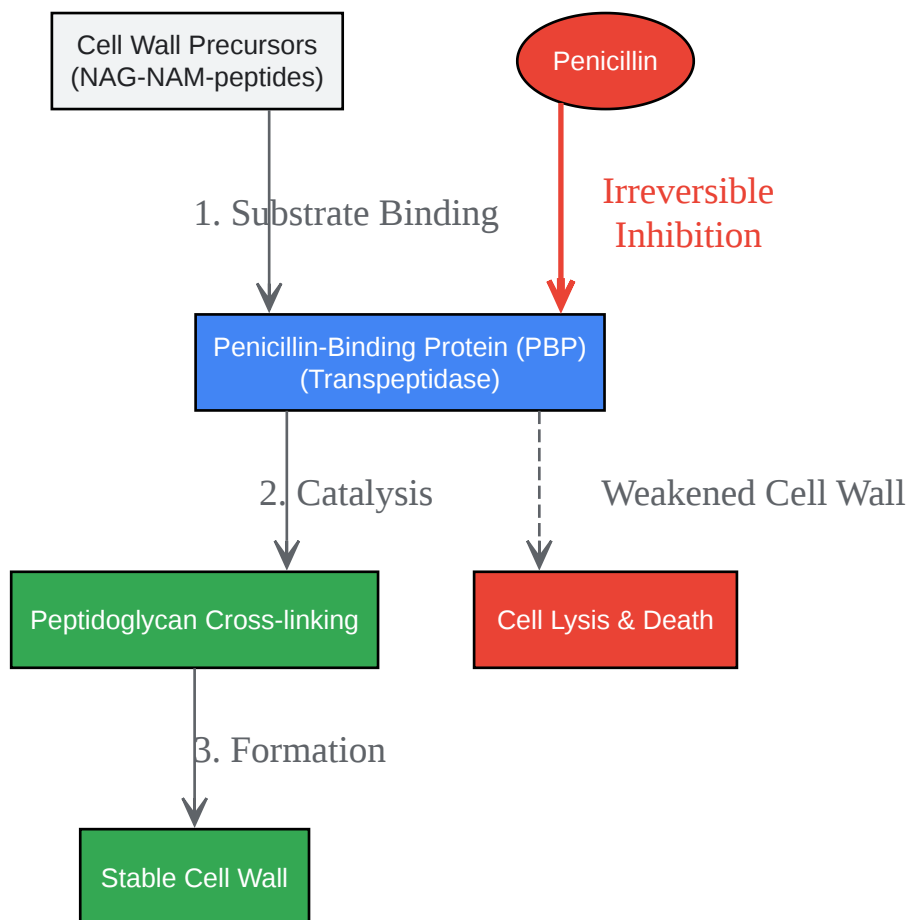 Cell Wall Precursors
(NAG-NAM-peptides)
Penicillin
1. Substrate Binding
Irreversible
Inhibition
Penicillin-Binding Protein (PBP)
(Transpeptidase)
2. Catalysis
Weakened Cell Wall
Peptidoglycan Cross-linking
Cell Lysis & Death
3. Formation
Stable Cell Wall